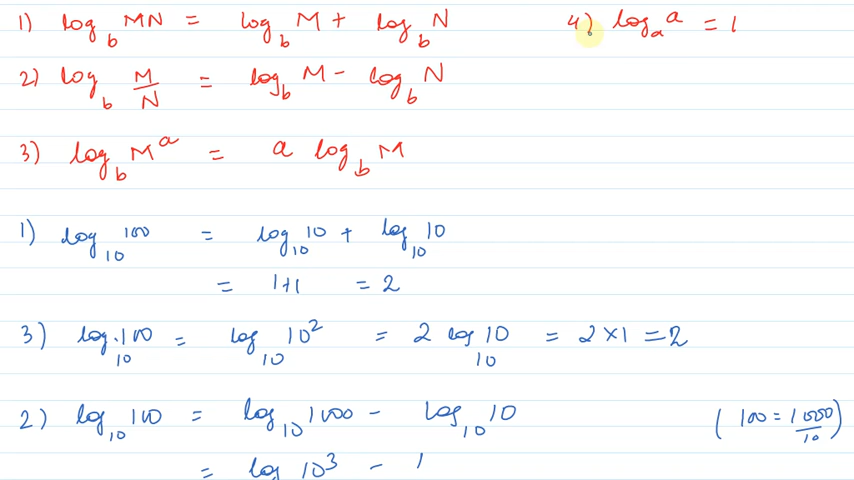 1) log_b MN = log_b M + log_b N
4) log_a a = 1
2) log_b M/N = log_b M - log_b N
3) log_b M^a = a log_b M
1) log_10 100 = log_10 10 + log_10 10
= 1+1 = 2
3) log_10 100 = log_10 10^2 = 2 log_10 10 = 2 × 1 = 2
2) log_10 100 = log_10 1000 - log_10 10 (100 = 1000/10)
= log 10^3 - 1